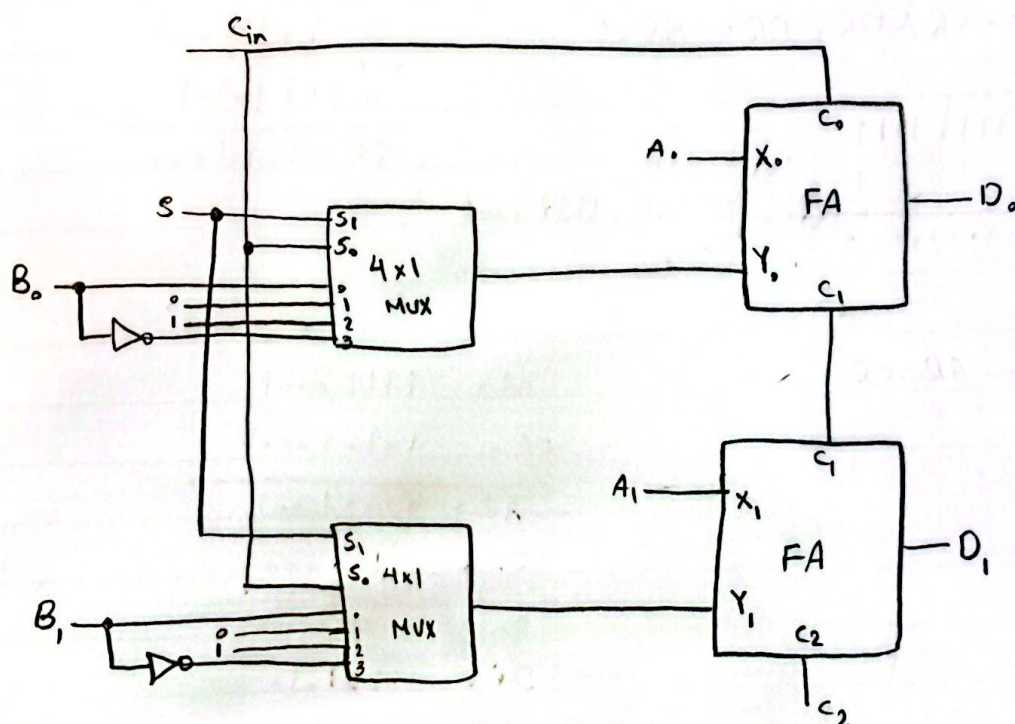 Cin
C₀
A₀
X₀
FA
D₀
S
S₁
S₀
4x1
MUX
Y₀
C₁
B₀
0
0
1
1
2
3
C₁
A₁
X₁
FA
D₁
S₁
S₀
4x1
MUX
Y₁
C₂
B₁
0
1
1
2
3
C₂